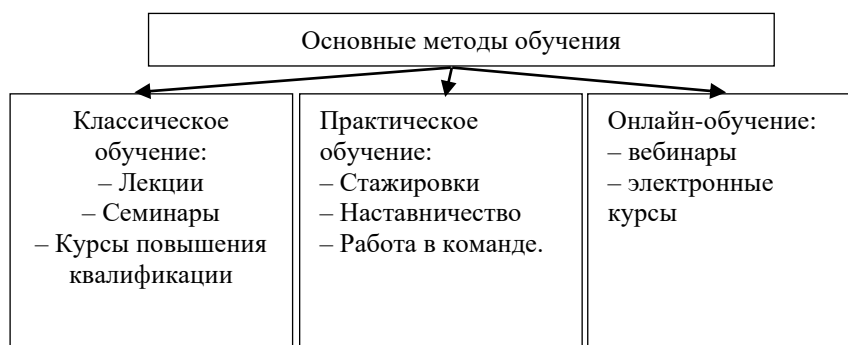 Основные методы обучения
Классическое
обучение:
– Лекции
– Семинары
– Курсы повышения
квалификации
Практическое
обучение:
– Стажировки
– Наставничество
– Работа в команде.
Онлайн-обучение:
– вебинары
– электронные
курсы